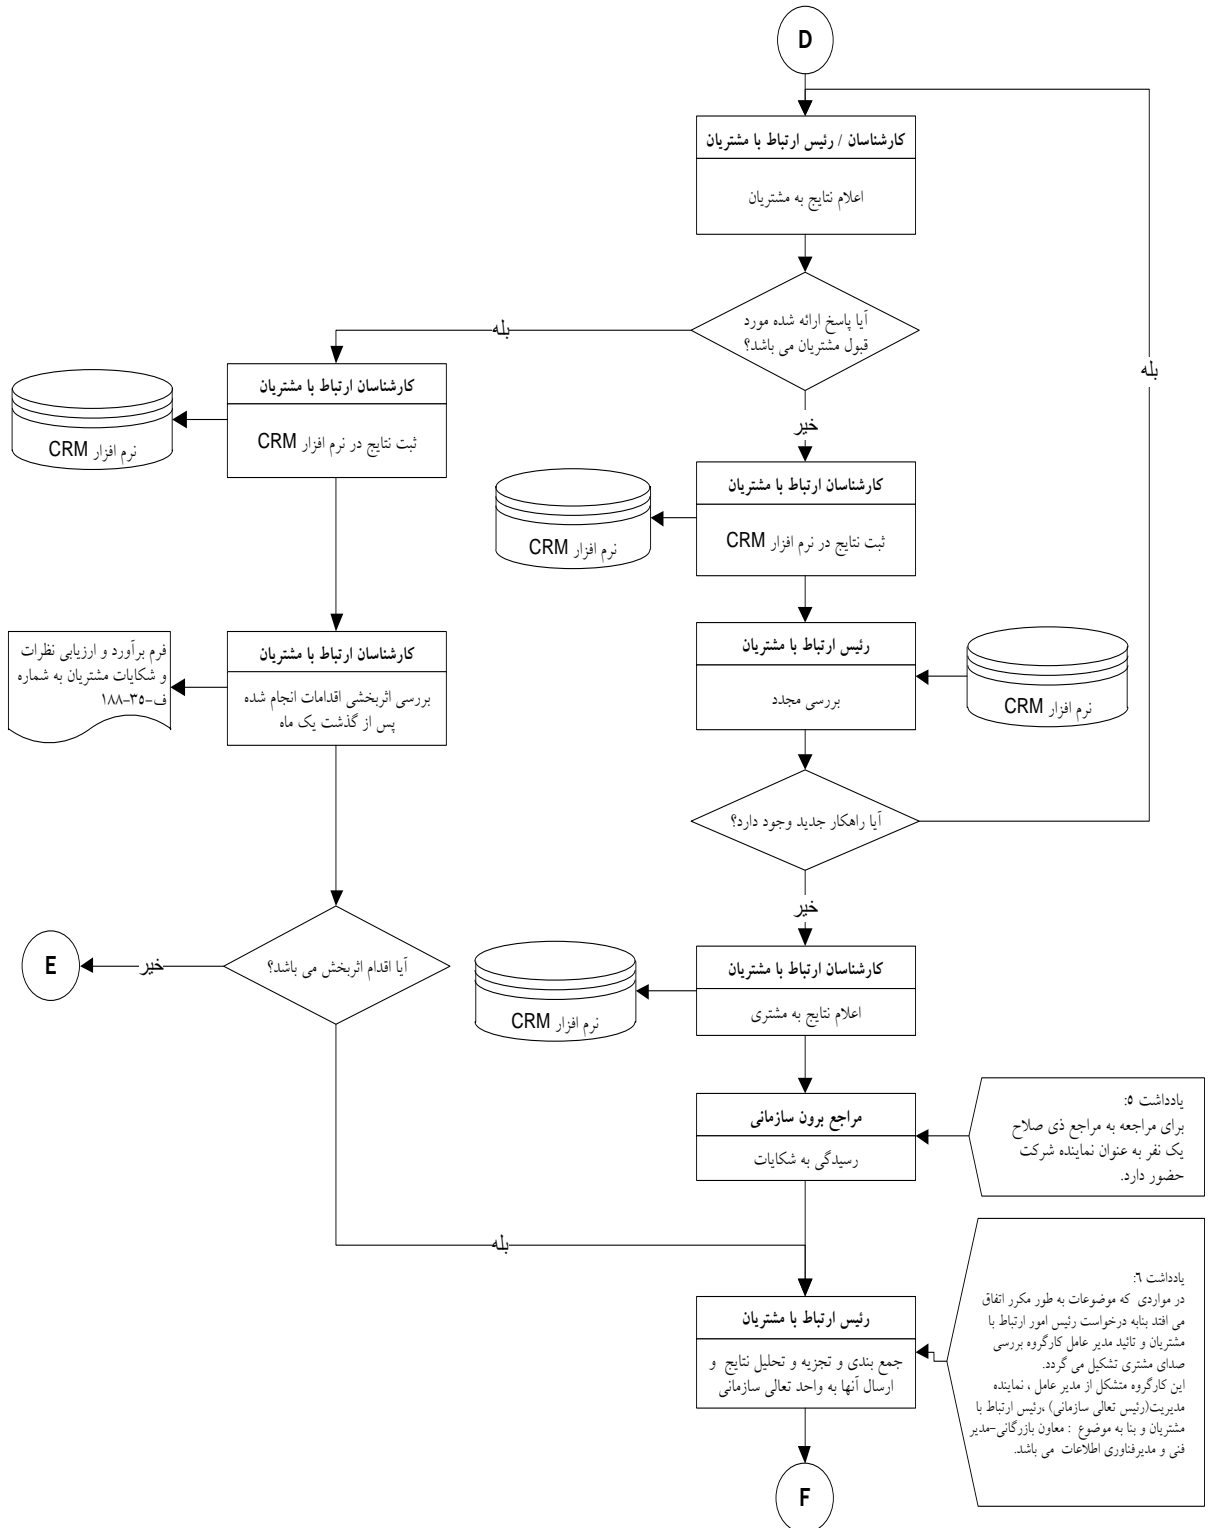 D
کارشناسان / رئیس ارتباط با مشتریان
اعلام نتایج به مشتریان
آیا پاسخ ارائه شده مورد
قبول مشتریان می باشد؟
بله
بله
کارشناسان ارتباط با مشتریان
ثبت نتایج در نرم افزار CRM
نرم افزار CRM
خیر
کارشناسان ارتباط با مشتریان
ثبت نتایج در نرم افزار CRM
نرم افزار CRM
رئیس ارتباط با مشتریان
بررسی مجدد
نرم افزار CRM
کارشناسان ارتباط با مشتریان
بررسی اثربخشی اقدامات انجام شده
پس از گذشت یک ماه
فرم برآورد و ارزیابی نظرات
و شکایات مشتریان به شماره
ف-۳۵-۱۸۸
آیا راهکار جدید وجود دارد؟
خیر
آیا اقدام اثربخش می باشد؟
خیر
E
کارشناسان ارتباط با مشتریان
اعلام نتایج به مشتری
نرم افزار CRM
مراجع برون سازمانی
رسیدگی به شکایات
یادداشت ۵:
برای مراجعه به مراجع ذی صلاح
یک نفر به عنوان نماینده شرکت
حضور دارد.
بله
رئیس ارتباط با مشتریان
جمع بندی و تجزیه و تحلیل نتایج و
ارسال آنها به واحد تعالی سازمانی
یادداشت ۶:
در مواردی که موضوعات به طور مکرر اتفاق
می افتد بنابه درخواست رئیس امور ارتباط با
مشتریان و تائید مدیر عامل کارگروه بررسی
صدای مشتری تشکیل می گردد.
این کارگروه متشکل از مدیر عامل ، نماینده
مدیریت(رئیس تعالی سازمانی) ،رئیس ارتباط با
مشتریان و بنا به موضوع : معاون بازرگانی-مدیر
فنی و مدیرفناوری اطلاعات می باشد.
F